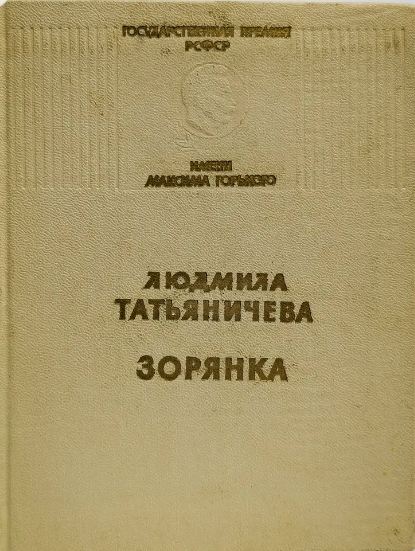 ГОСУДАРСТВЕННАЯ ПРЕМИЯ
РСФСР
ИМЕНИ
МАКСИМА ГОРЬКОГО
ЛЮДМИЛА
ТАТЬЯНИЧЕВА
ЗОРЯНКА